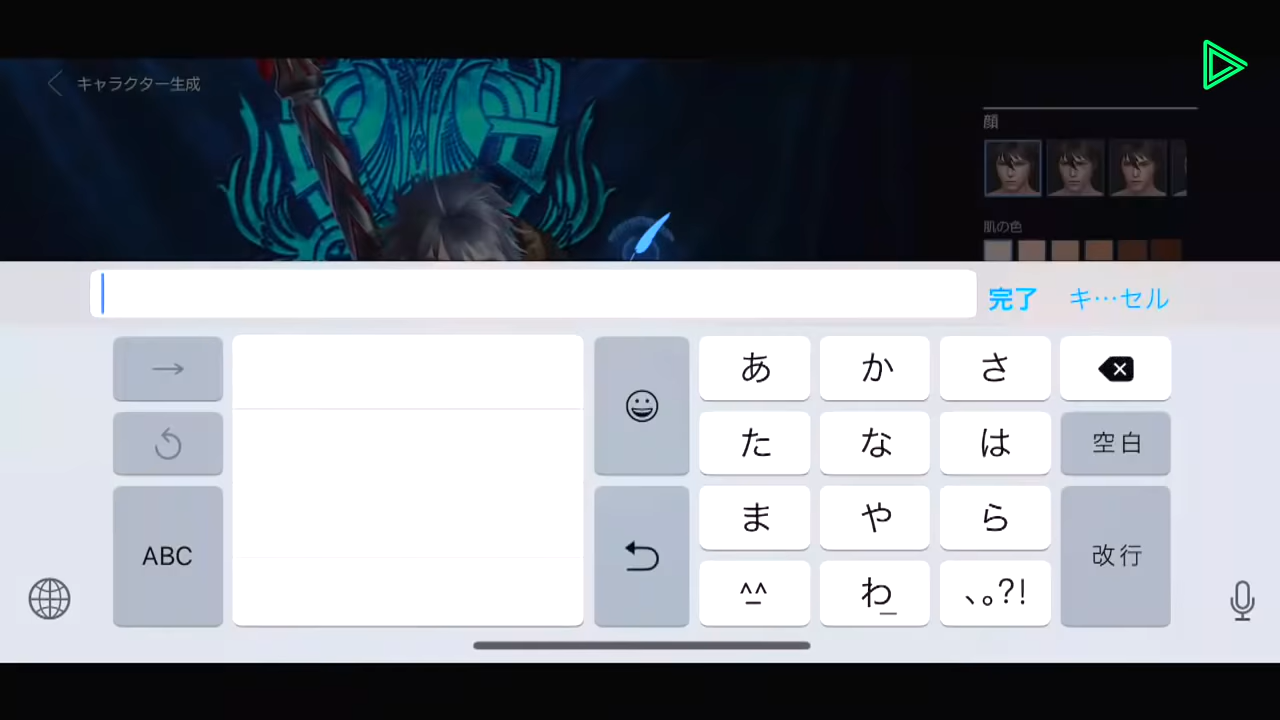 キャラクター生成
顔
肌の色
完了
キ…セル
→
あ
か
さ
た
な
は
空白
ABC
ま
や
ら
改行
^^
わ_
､｡?!